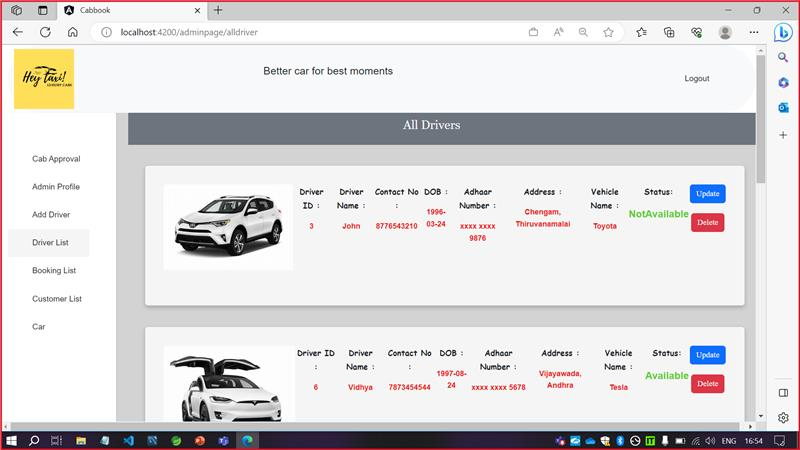 Cabbook
localhost:4200/adminpage/alldriver
Hey Taxi!
LUXURY CABS
Better car for best moments
Logout
All Drivers
Cab Approval
Admin Profile
Add Driver
Driver List
Booking List
Customer List
Car
Driver ID :
3
Driver Name :
John
Contact No :
8776543210
DOB :
1996-03-24
Adhaar Number :
xxxx xxxx 9876
Address :
Chengam, Thiruvanamalai
Vehicle Name :
Toyota
Status:
NotAvailable
Update
Delete
Driver ID :
6
Driver Name :
Vidhya
Contact No :
7873454544
DOB :
1997-08-24
Adhaar Number :
xxxx xxxx 5678
Address :
Vijayawada, Andhra
Vehicle Name :
Tesla
Status:
Available
Update
Delete
ENG
16:54